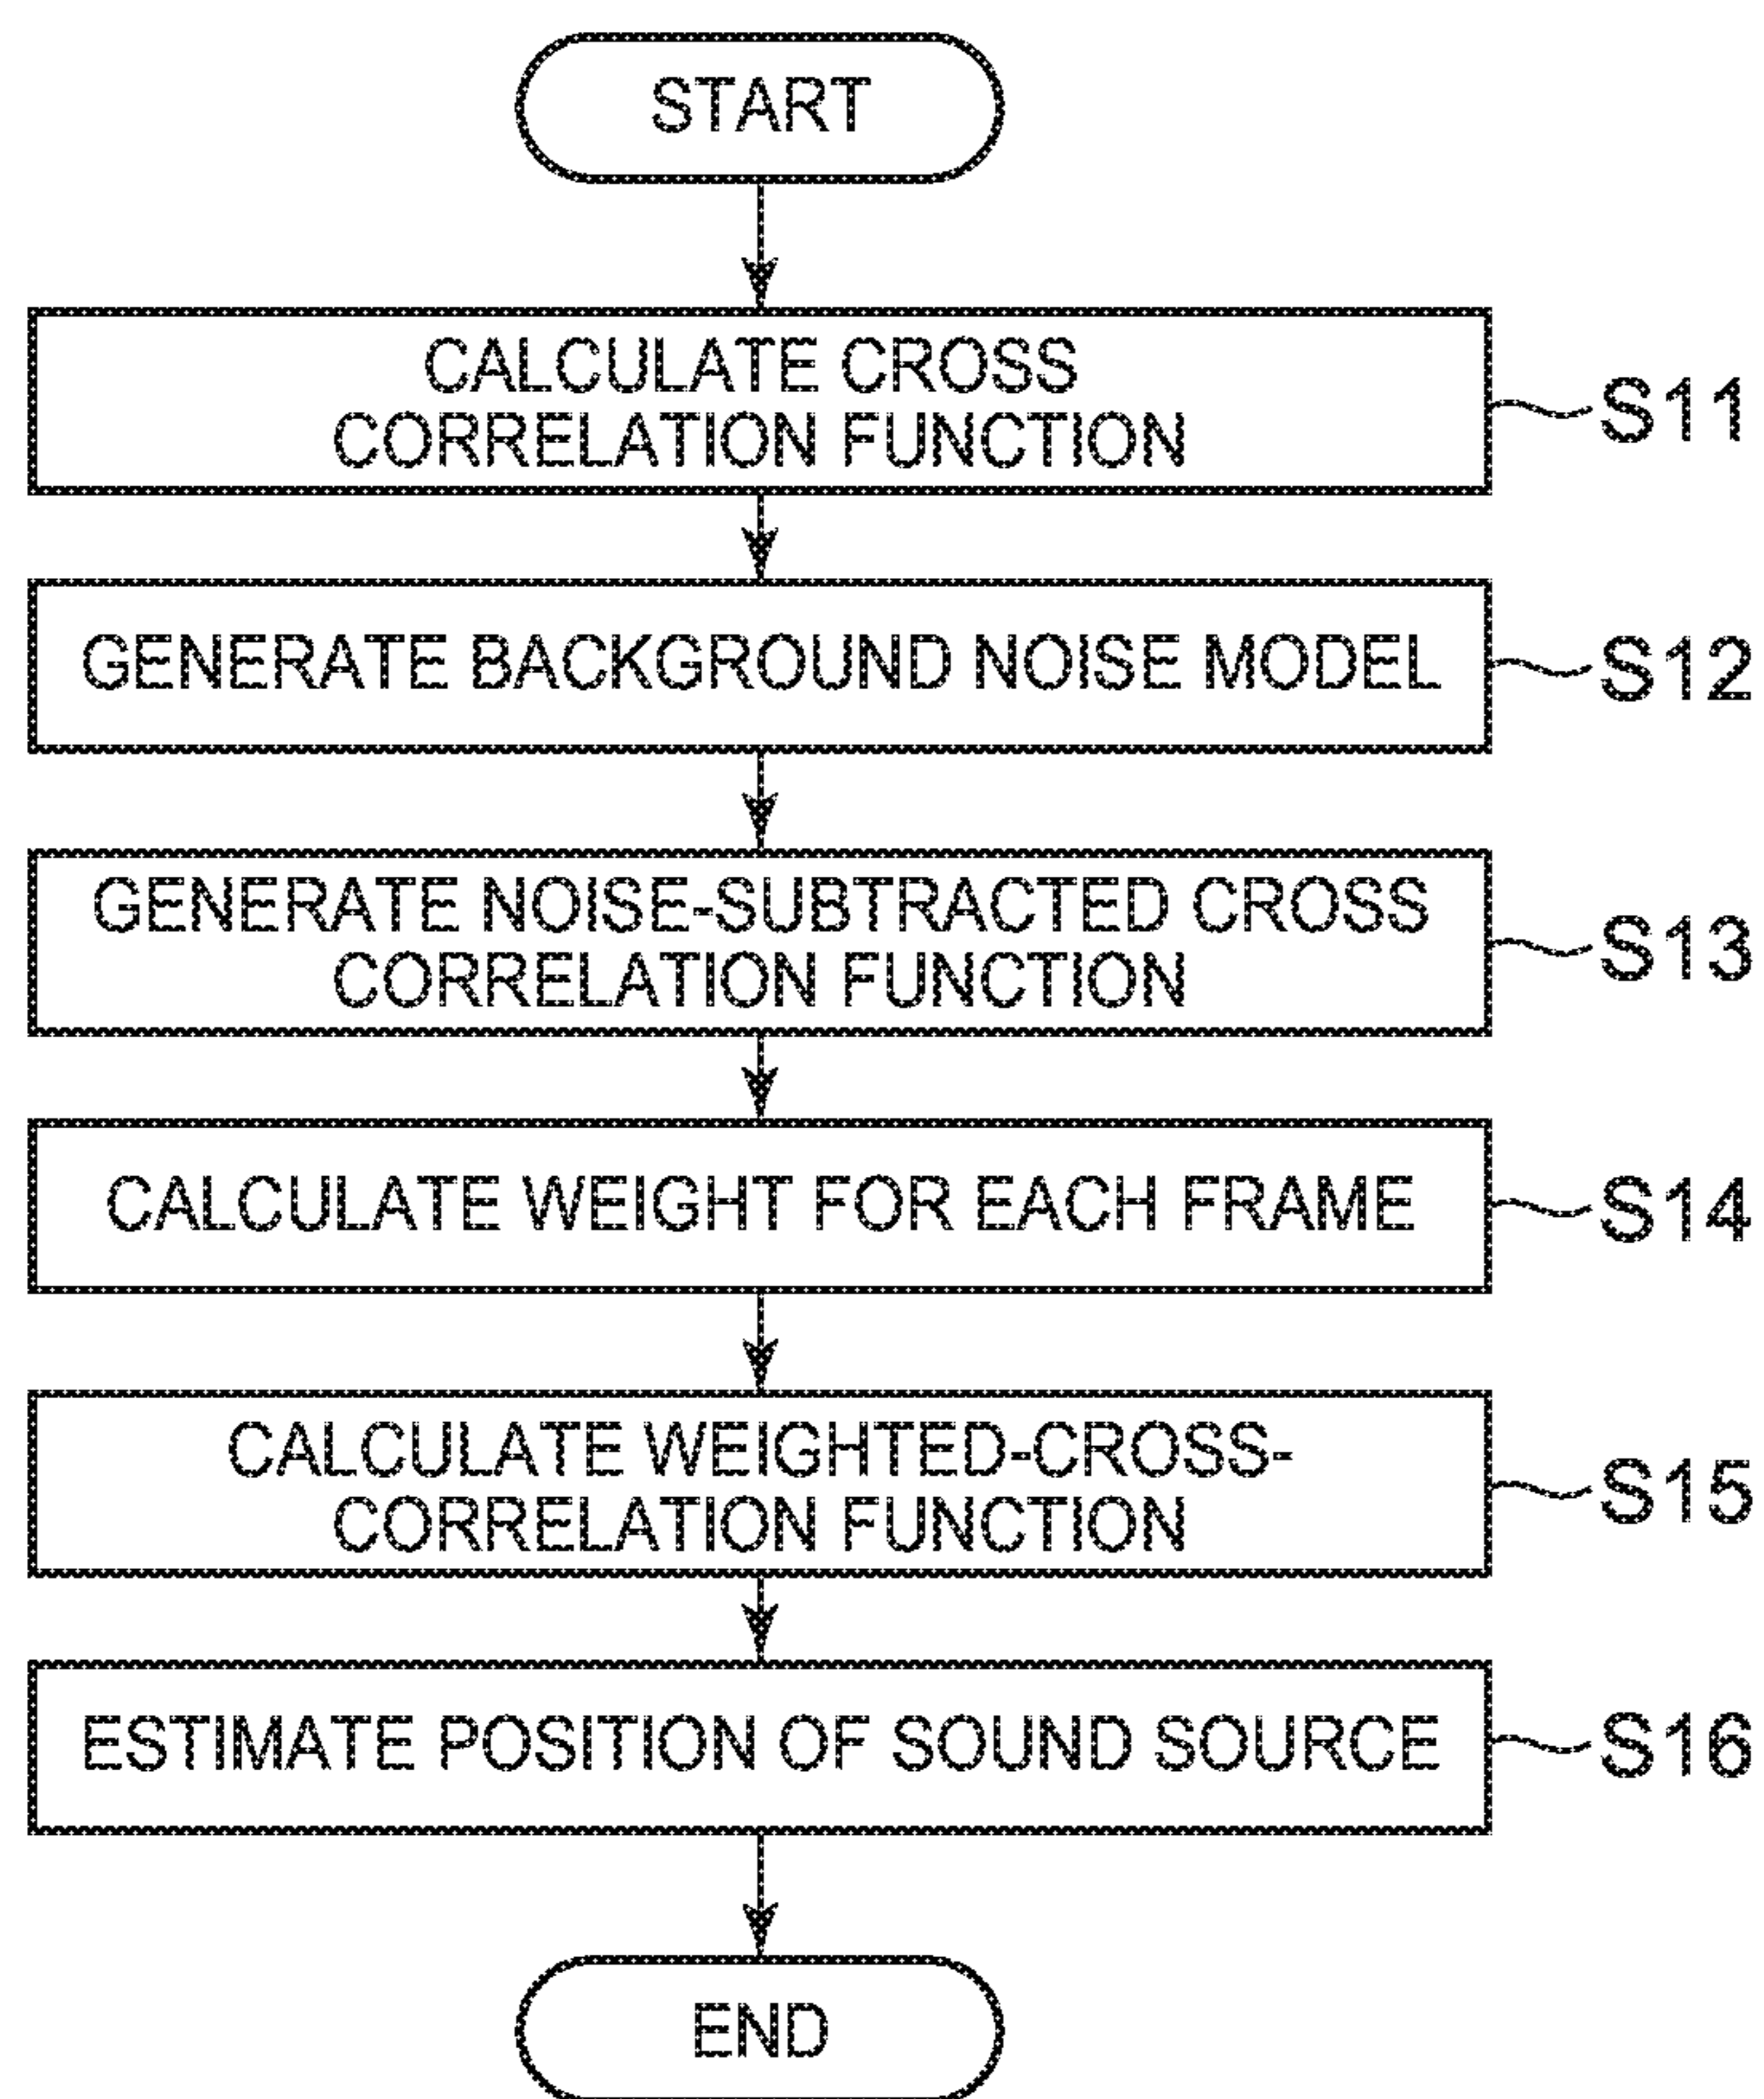 START
CALCULATE CROSS
CORRELATION FUNCTION
S11
GENERATE BACKGROUND NOISE MODEL
S12
GENERATE NOISE-SUBTRACTED CROSS
CORRELATION FUNCTION
S13
CALCULATE WEIGHT FOR EACH FRAME
S14
CALCULATE WEIGHTED-CROSS-
CORRELATION FUNCTION
S15
ESTIMATE POSITION OF SOUND SOURCE
S16
END